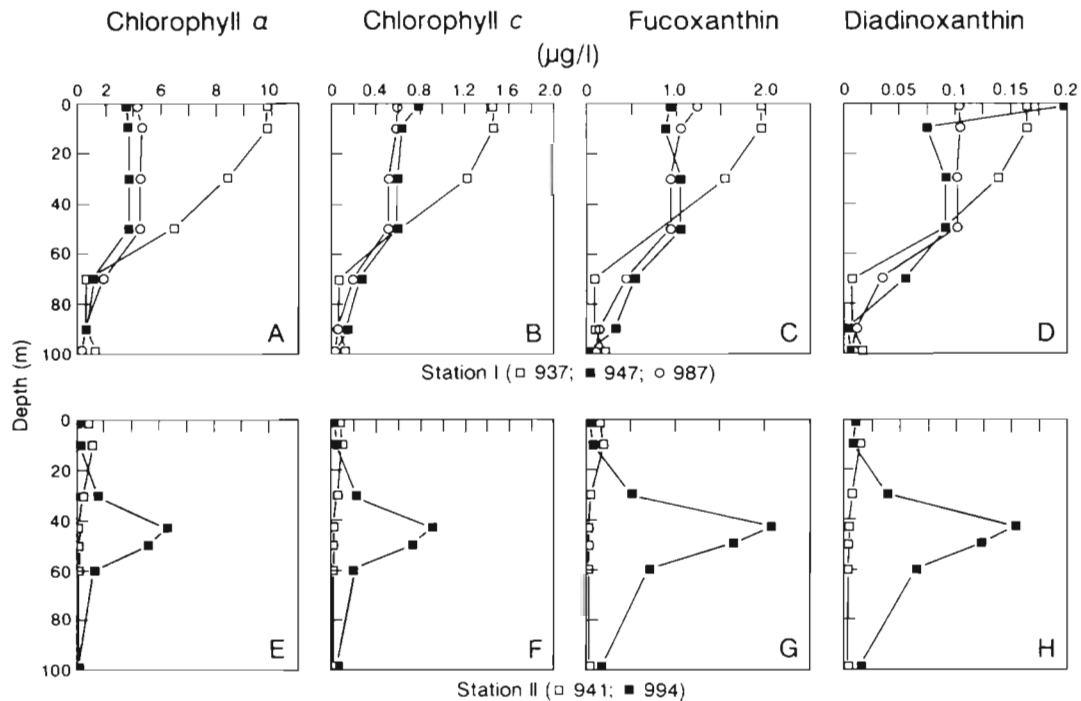 Chlorophyll α Chlorophyll c Fucoxanthin Diadinoxanthin
(µg/l)
0 2 4 6 8 10 0 0.4 0.8 1.2 1.6 2.0 0 1.0 2.0 0 0.05 0.1 0.15 0.2
0
20
40
60
80
100
A B C D
Station I (□ 937; ■ 947; ○ 987)
Depth (m)
0
20
40
60
80
100
E F G H
Station II (□ 941; ■ 994)